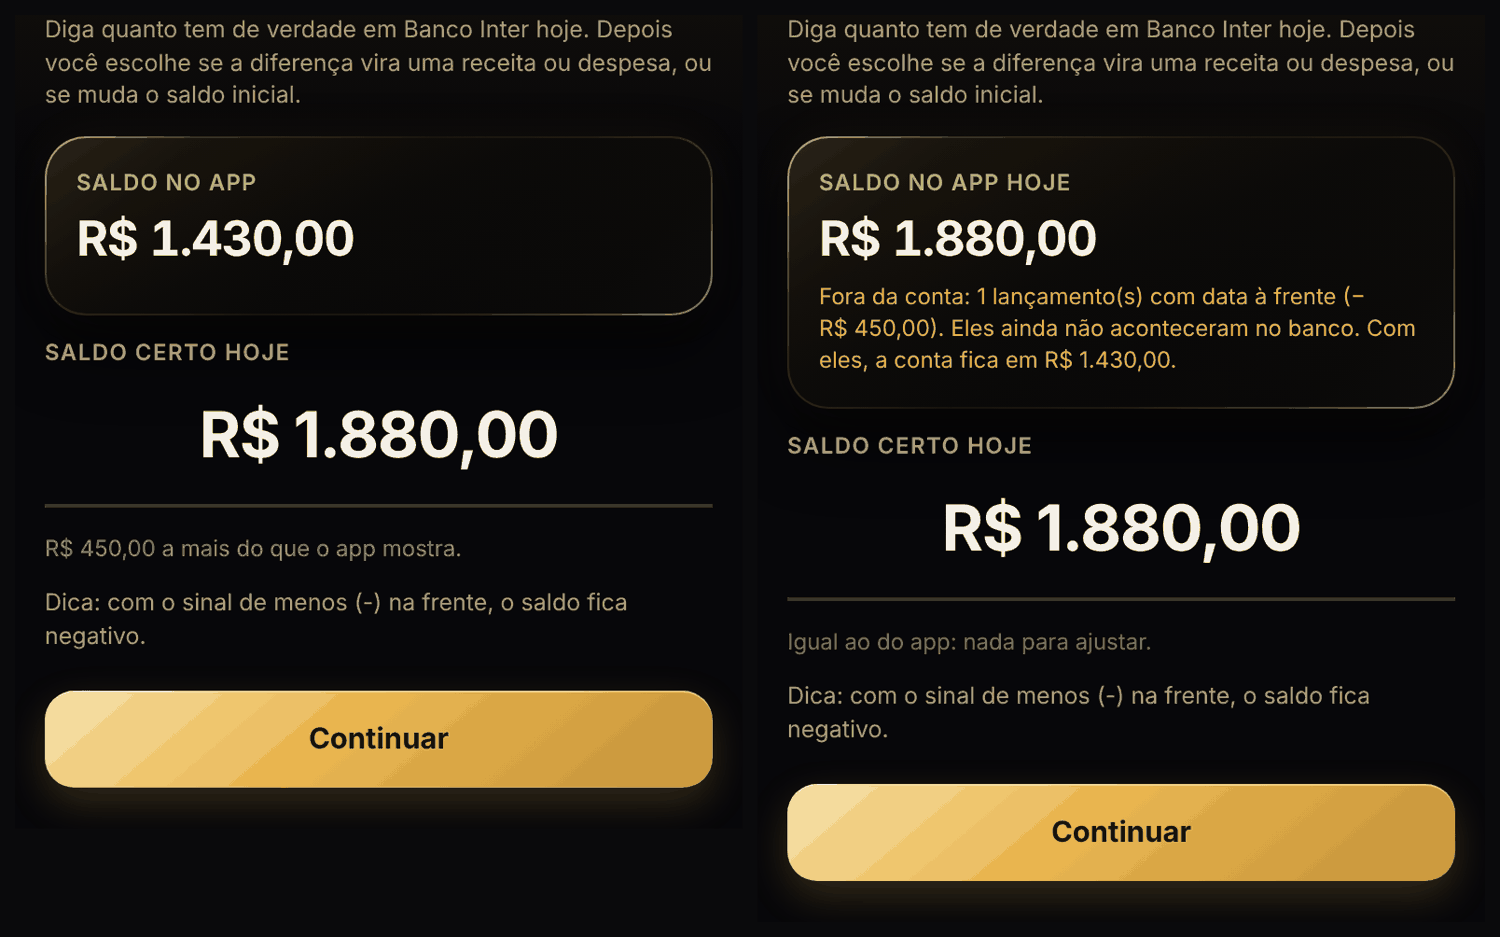 Diga quanto tem de verdade em Banco Inter hoje. Depois
você escolhe se a diferença vira uma receita ou despesa, ou
se muda o saldo inicial.
SALDO NO APP
R$ 1.430,00
SALDO CERTO HOJE
R$ 1.880,00
R$ 450,00 a mais do que o app mostra.
Dica: com o sinal de menos (-) na frente, o saldo fica
negativo.
Continuar
Diga quanto tem de verdade em Banco Inter hoje. Depois
você escolhe se a diferença vira uma receita ou despesa, ou
se muda o saldo inicial.
SALDO NO APP HOJE
R$ 1.880,00
Fora da conta: 1 lançamento(s) com data à frente (−
R$ 450,00). Eles ainda não aconteceram no banco. Com
eles, a conta fica em R$ 1.430,00.
SALDO CERTO HOJE
R$ 1.880,00
Igual ao do app: nada para ajustar.
Dica: com o sinal de menos (-) na frente, o saldo fica
negativo.
Continuar